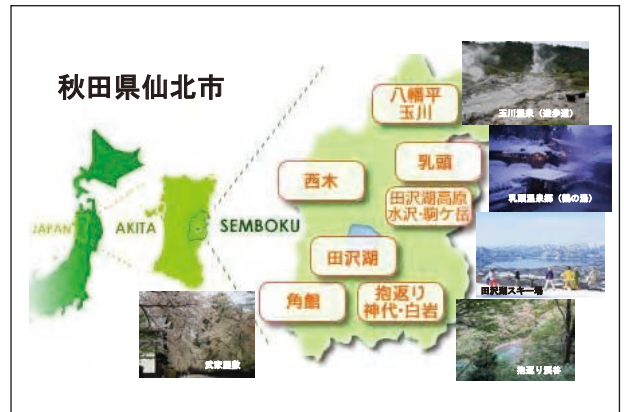 秋田県仙北市
JAPAN
AKITA
SEMBOKU
八幡平
玉川
乳頭
西木
田沢湖高原
水沢・駒ケ岳
田沢湖
角館
抱返り
神代・白岩
玉川温泉（遊歩道）
乳頭温泉郷（鶴の湯）
田沢湖スキー場
抱返り渓谷
武家屋敷